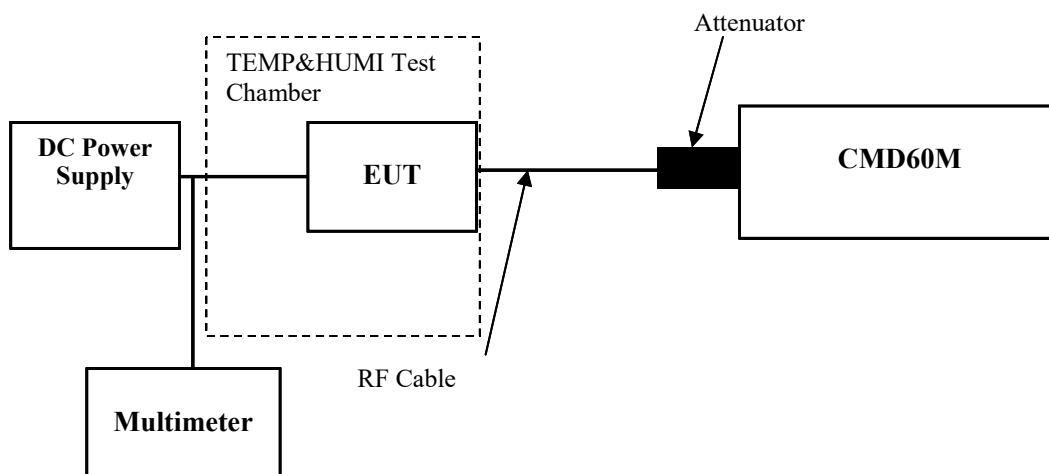 Attenuator
TEMP&HUMI Test
Chamber
DC Power
Supply
EUT
CMD60M
RF Cable
Multimeter